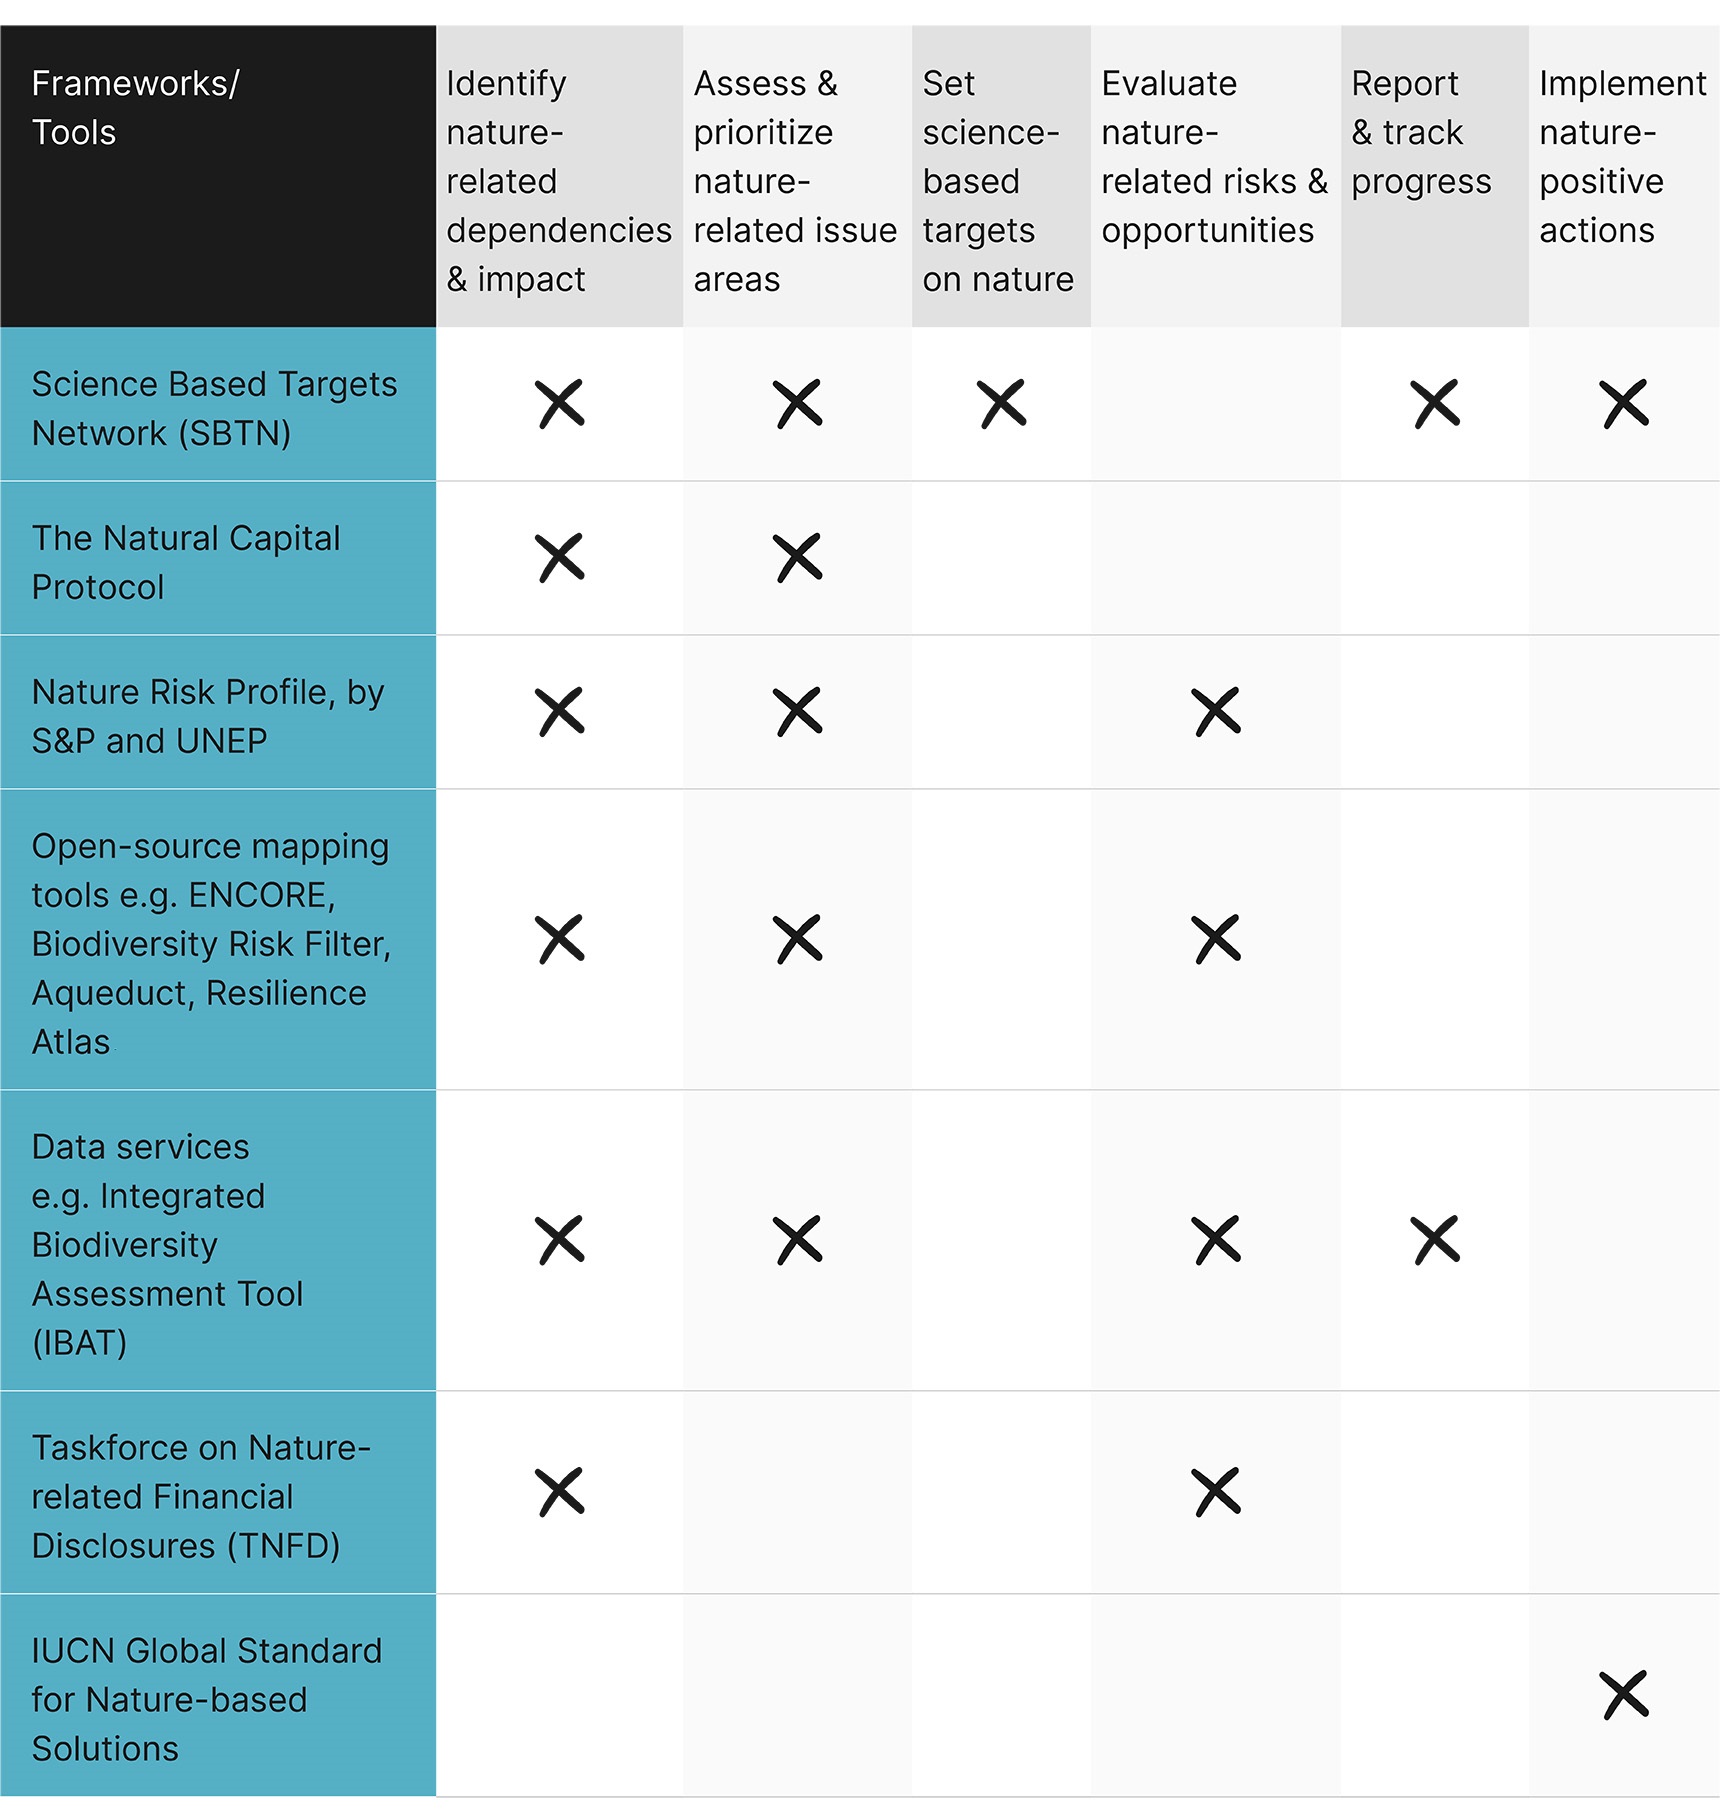 Frameworks/
Tools
Identify
nature-
related
dependencies
& impact
Assess &
prioritize
nature-
related issue
areas
Set
science-
based
targets
on nature
Evaluate
nature-
related risks &
opportunities
Report
& track
progress
Implement
nature-
positive
actions
Science Based Targets
Network (SBTN)
The Natural Capital
Protocol
Nature Risk Profile, by
S&P and UNEP
Open-source mapping
tools e.g. ENCORE,
Biodiversity Risk Filter,
Aqueduct, Resilience
Atlas
Data services
e.g. Integrated
Biodiversity
Assessment Tool
(IBAT)
Taskforce on Nature-
related Financial
Disclosures (TNFD)
IUCN Global Standard
for Nature-based
Solutions